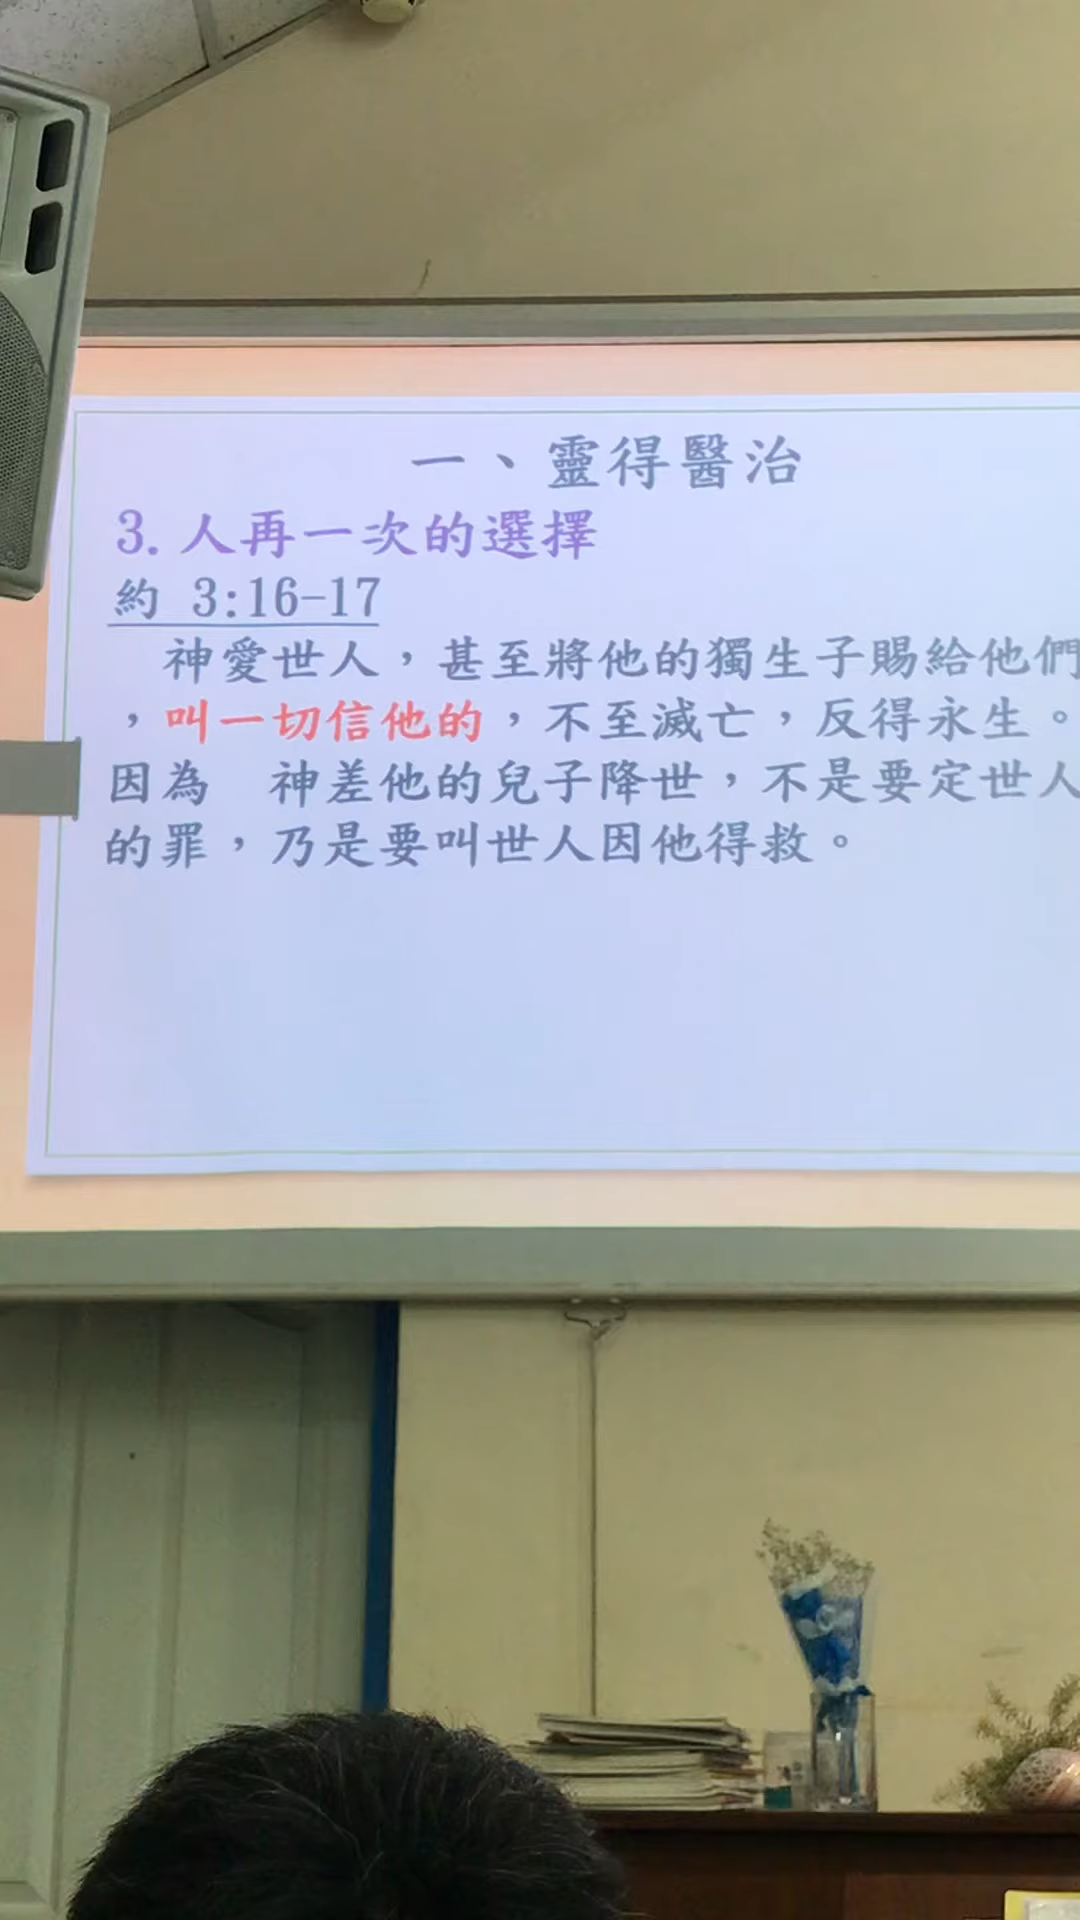 一、靈得醫治
3.人再一次的選擇
約 3:16-17
神愛世人，甚至將他的獨生子賜給他們
，叫一切信他的，不至滅亡，反得永生。
因為　神差他的兒子降世，不是要定世人
的罪，乃是要叫世人因他得救。